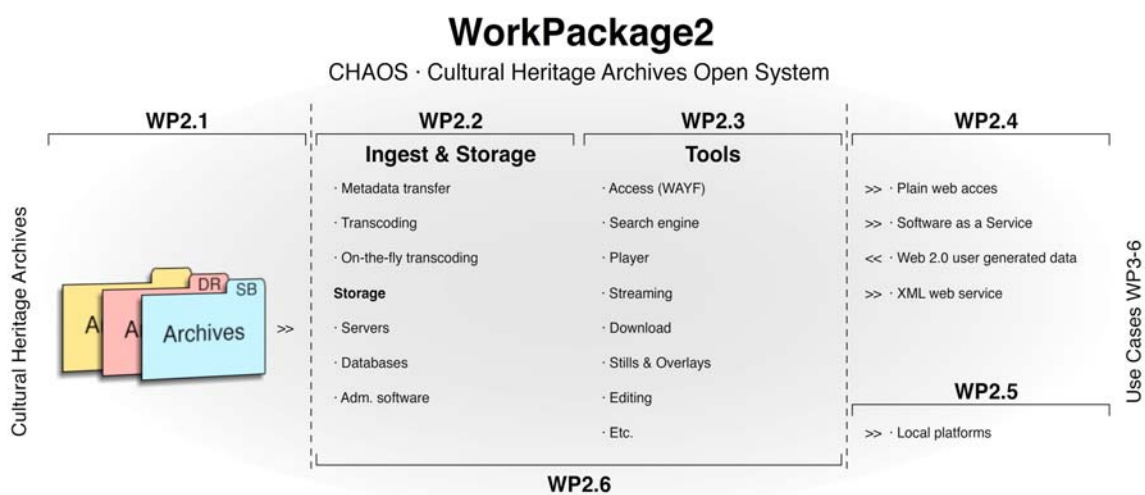 WorkPackage2
CHAOS · Cultural Heritage Archives Open System
WP2.1
WP2.2
WP2.3
WP2.4
Cultural Heritage Archives
A
A
DR
SB
Archives
>>
Ingest & Storage
· Metadata transfer
· Transcoding
· On-the-fly transcoding
Storage
· Servers
· Databases
· Adm. software
Tools
· Access (WAYF)
· Search engine
· Player
· Streaming
· Download
· Stills & Overlays
· Editing
· Etc.
>> · Plain web acces
>> · Software as a Service
<< · Web 2.0 user generated data
>> · XML web service
WP2.5
>> · Local platforms
Use Cases WP3-6
WP2.6